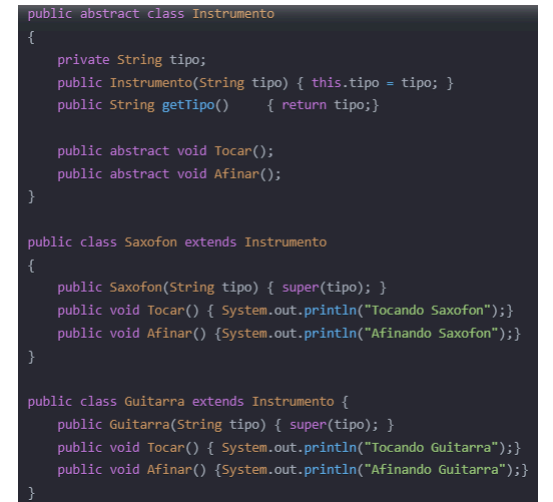 public abstract class Instrumento
{
    private String tipo;
    public Instrumento(String tipo) { this.tipo = tipo; }
    public String getTipo()     { return tipo;}

    public abstract void Tocar();
    public abstract void Afinar();
}

public class Saxofon extends Instrumento
{
    public Saxofon(String tipo) { super(tipo); }
    public void Tocar() { System.out.println("Tocando Saxofon");}
    public void Afinar() {System.out.println("Afinando Saxofon");}
}

public class Guitarra extends Instrumento {
    public Guitarra(String tipo) { super(tipo); }
    public void Tocar() { System.out.println("Tocando Guitarra");}
    public void Afinar() {System.out.println("Afinando Guitarra");}
}